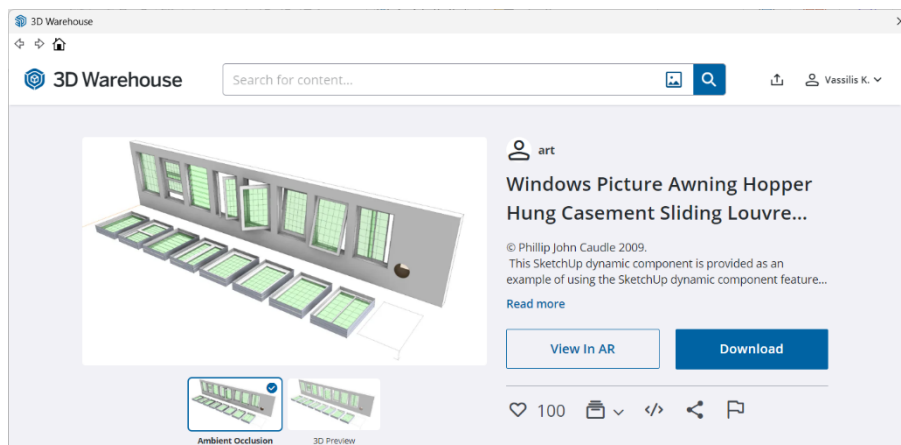 3D Warehouse
3D Warehouse
Search for content...
Vassilis K.
art
Windows Picture Awning Hopper
Hung Casement Sliding Louvre...
© Phillip John Caudle 2009.
This SketchUp dynamic component is provided as an
example of using the SketchUp dynamic component feature...
Read more
View In AR
Download
100
Ambient Occlusion
3D Preview